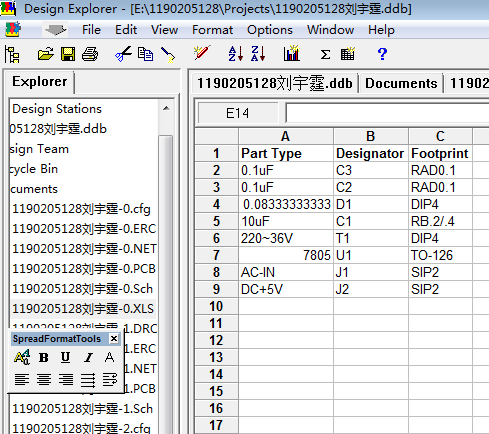 Design Explorer - [E:\1190205128\Projects\1190205128刘宇霆.ddb]
File Edit View Format Options Window Help
Explorer
1190205128刘宇霆.ddb Documents 11902
E14
Design Stations
05128刘宇霆.ddb
sign Team
cycle Bin
cuments
1190205128刘宇霆-0.cfg
1190205128刘宇霆-0.ERC
1190205128刘宇霆-0.NET
1190205128刘宇霆-0.PCB
1190205128刘宇霆-0.Sch
1190205128刘宇霆-0.XLS
1.DRC
SpreadFormatTools
1.ERC
1.NET
1.PCB
1190205128刘宇霆-1.Sch
1190205128刘宇霆-2.cfg
A B C
1 Part Type Designator Footprint
2 0.1uF C3 RAD0.1
3 0.1uF C2 RAD0.1
4 0.08333333333 D1 DIP4
5 10uF C1 RB.2/.4
6 220~36V T1 DIP4
7 7805 U1 TO-126
8 AC-IN J1 SIP2
9 DC+5V J2 SIP2
10
11
12
13
14
15
16
17